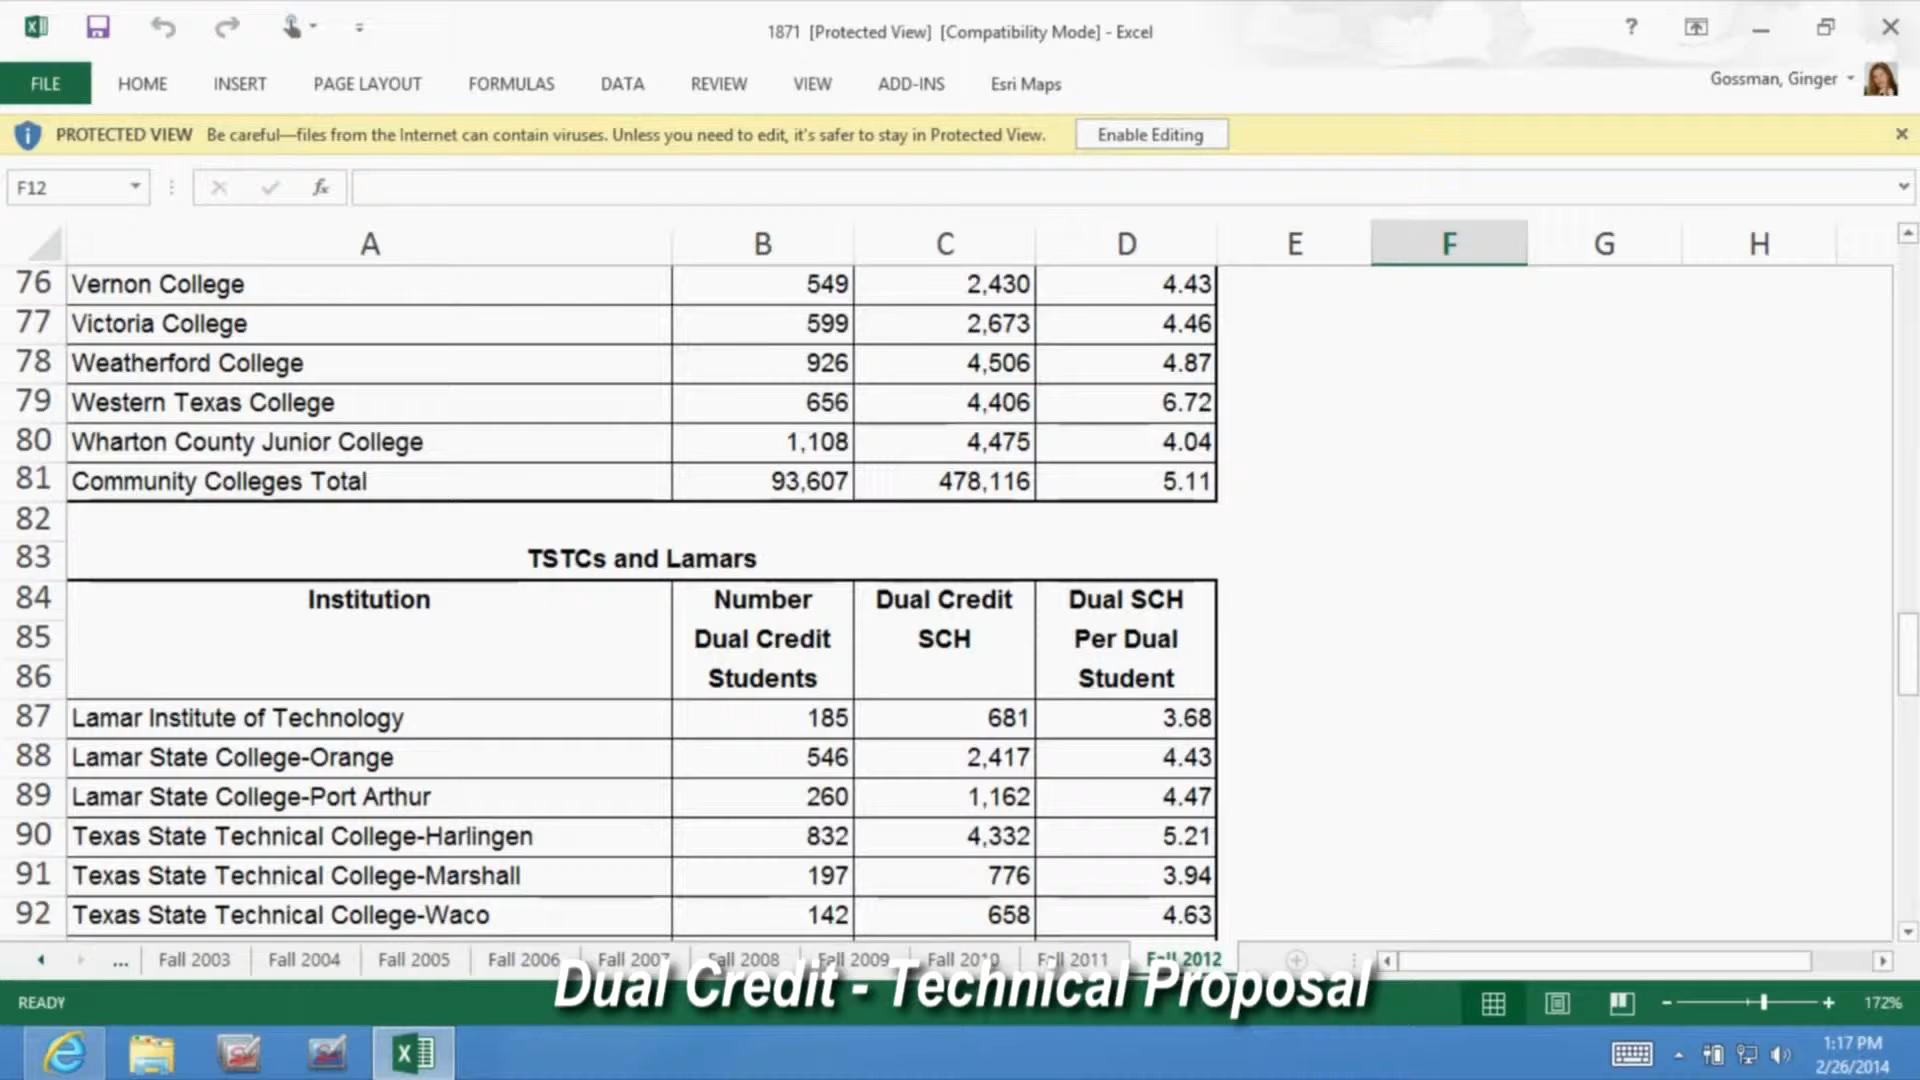 1871 [Protected View] [Compatibility Mode] - Excel
?
FILE HOME INSERT PAGE LAYOUT FORMULAS DATA REVIEW VIEW ADD-INS Esri Maps Gossman, Ginger
PROTECTED VIEW Be careful—files from the Internet can contain viruses. Unless you need to edit, it's safer to stay in Protected View. Enable Editing
F12 fx
A B C D E F G H
76 Vernon College 549 2,430 4.43
77 Victoria College 599 2,673 4.46
78 Weatherford College 926 4,506 4.87
79 Western Texas College 656 4,406 6.72
80 Wharton County Junior College 1,108 4,475 4.04
81 Community Colleges Total 93,607 478,116 5.11
82
83 TSTCs and Lamars
84 Institution Number Dual Credit Dual SCH
85 Dual Credit SCH Per Dual
86 Students Student
87 Lamar Institute of Technology 185 681 3.68
88 Lamar State College-Orange 546 2,417 4.43
89 Lamar State College-Port Arthur 260 1,162 4.47
90 Texas State Technical College-Harlingen 832 4,332 5.21
91 Texas State Technical College-Marshall 197 776 3.94
92 Texas State Technical College-Waco 142 658 4.63
... Fall 2003 Fall 2004 Fall 2005 Fall 2006 Fall 2007 Fall 2008 Fall 2009 Fall 2010 Fall 2011 Fall 2012
Dual Credit - Technical Proposal
READY 172%
1:17 PM
2/26/2014